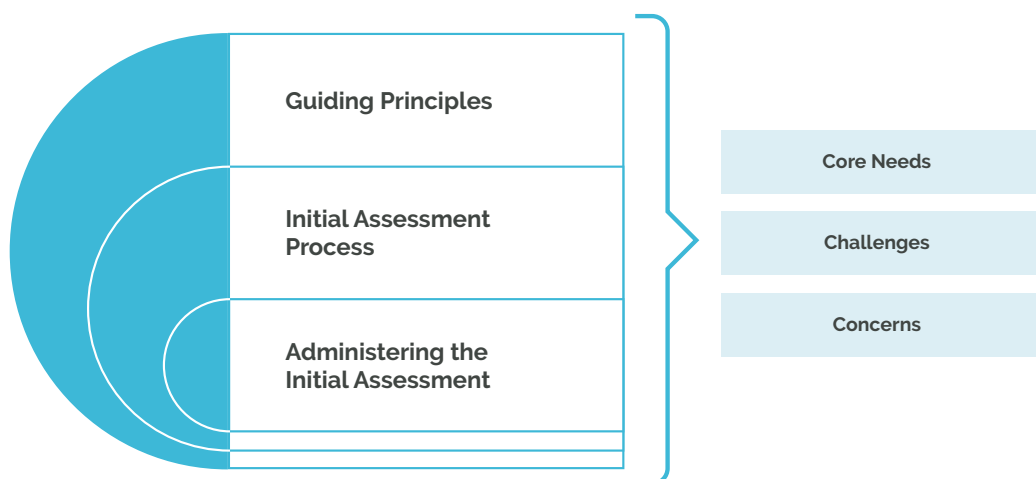 Guiding Principles
Initial Assessment
Process
Administering the
Initial Assessment
Core Needs
Challenges
Concerns